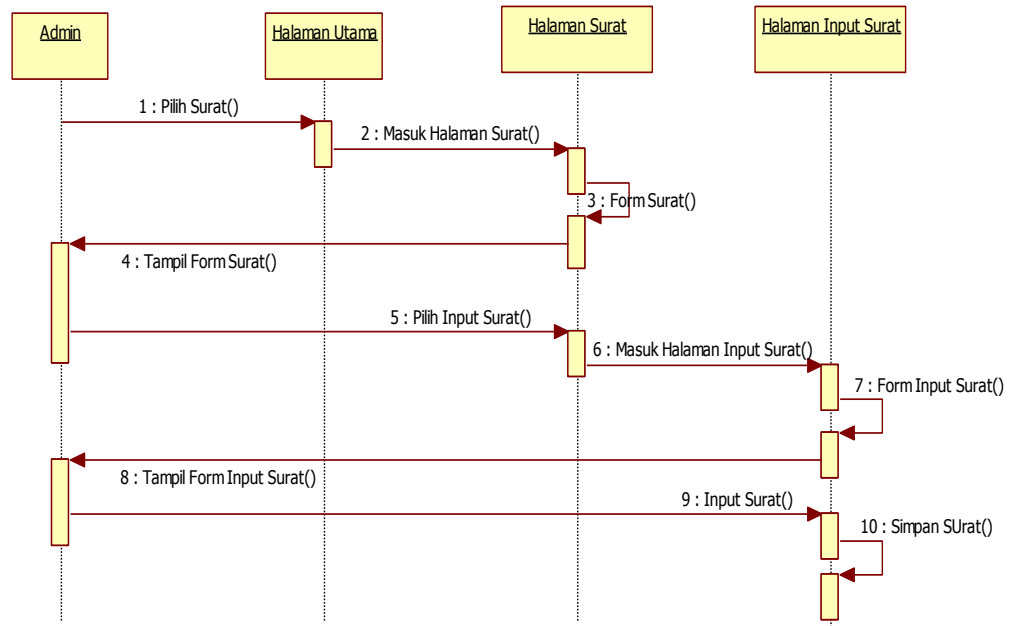 Admin
Halaman Utama
Halaman Surat
Halaman Input Surat
1 : Pilih Surat()
2 : Masuk Halaman Surat()
3 : Form Surat()
4 : Tampil Form Surat()
5 : Pilih Input Surat()
6 : Masuk Halaman Input Surat()
7 : Form Input Surat()
8 : Tampil Form Input Surat()
9 : Input Surat()
10 : Simpan SUrat()